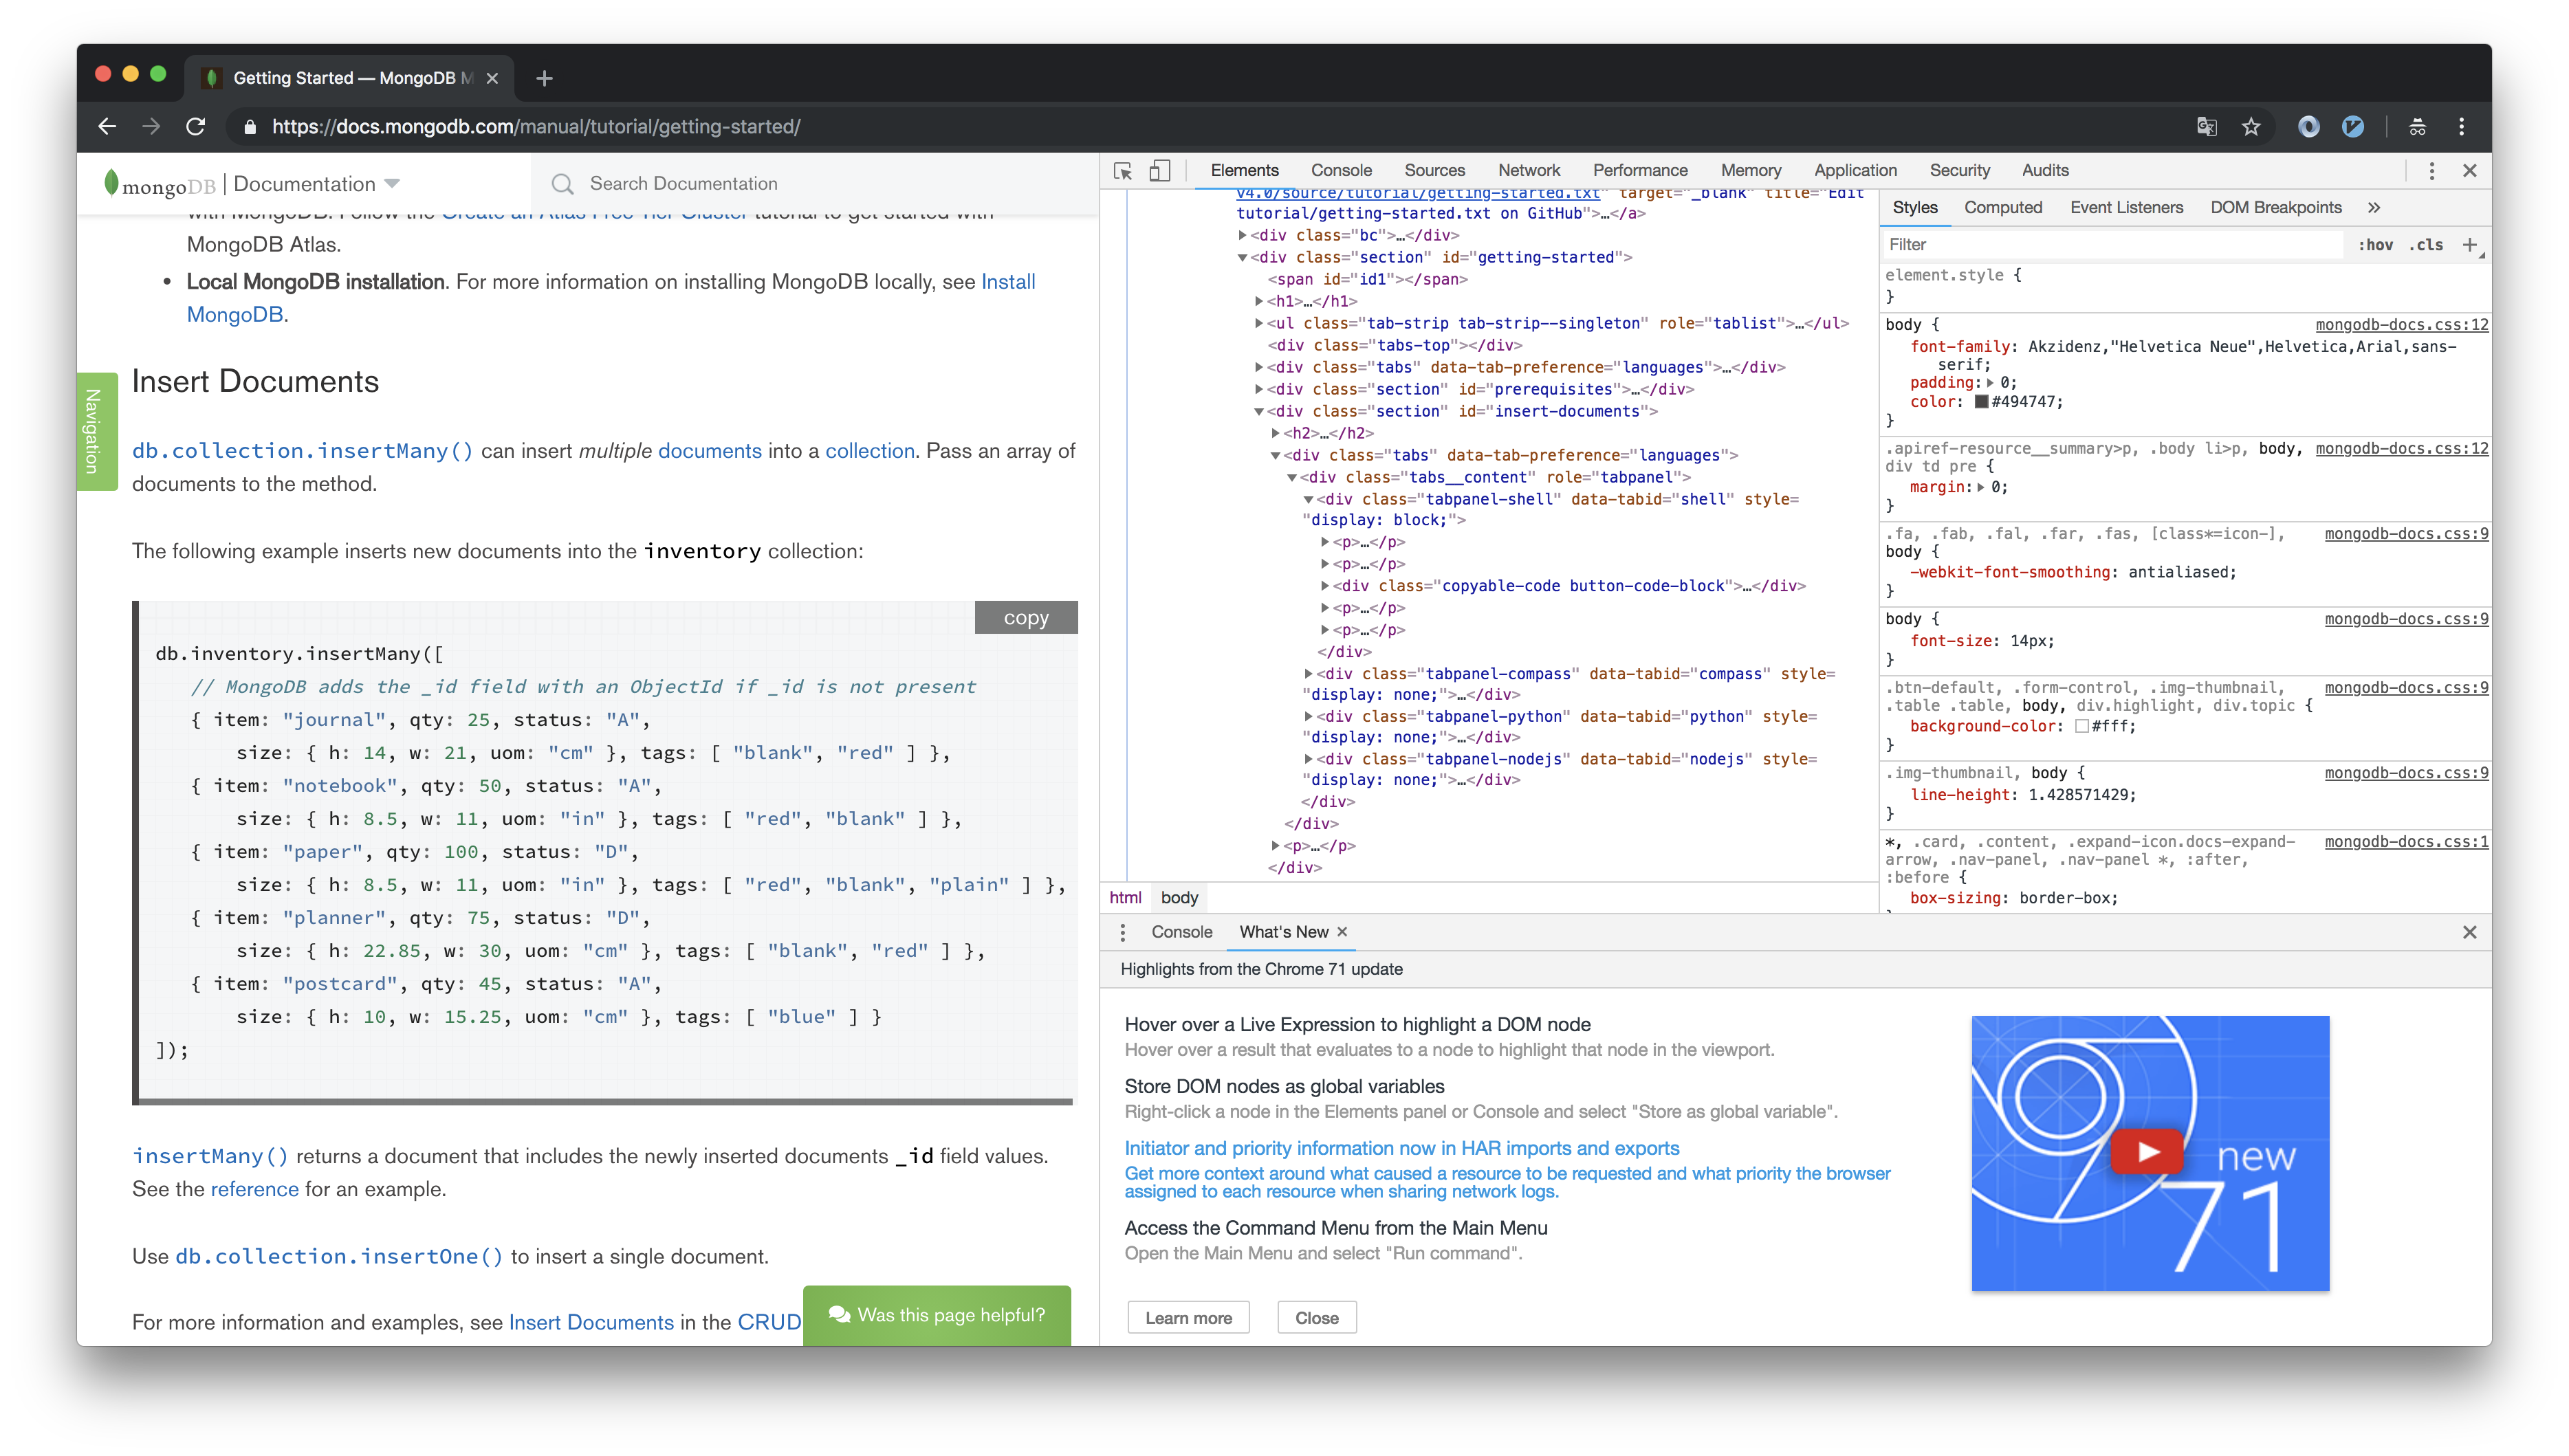 Getting Started — MongoDB M
https://docs.mongodb.com/manual/tutorial/getting-started/
mongoDB | Documentation
Search Documentation
with MongoDB. Follow the Create an Atlas Free Tier Cluster tutorial to get started with
MongoDB Atlas.
• Local MongoDB installation. For more information on installing MongoDB locally, see Install
MongoDB.
Navigation
Insert Documents
db.collection.insertMany() can insert multiple documents into a collection. Pass an array of
documents to the method.
The following example inserts new documents into the inventory collection:
copy
db.inventory.insertMany([
// MongoDB adds the _id field with an ObjectId if _id is not present
{ item: "journal", qty: 25, status: "A",
size: { h: 14, w: 21, uom: "cm" }, tags: [ "blank", "red" ] },
{ item: "notebook", qty: 50, status: "A",
size: { h: 8.5, w: 11, uom: "in" }, tags: [ "red", "blank" ] },
{ item: "paper", qty: 100, status: "D",
size: { h: 8.5, w: 11, uom: "in" }, tags: [ "red", "blank", "plain" ] },
{ item: "planner", qty: 75, status: "D",
size: { h: 22.85, w: 30, uom: "cm" }, tags: [ "blank", "red" ] },
{ item: "postcard", qty: 45, status: "A",
size: { h: 10, w: 15.25, uom: "cm" }, tags: [ "blue" ] }
]);
insertMany() returns a document that includes the newly inserted documents _id field values.
See the reference for an example.
Use db.collection.insertOne() to insert a single document.
For more information and examples, see Insert Documents in the CRUD
Was this page helpful?
Elements Console Sources Network Performance Memory Application Security Audits
v4.0/source/tutorial/getting-started.txt" target="_blank" title="Edit
tutorial/getting-started.txt on GitHub">…</a>
<div class="bc">…</div>
<div class="section" id="getting-started">
<span id="id1"></span>
<h1>…</h1>
<ul class="tab-strip tab-strip--singleton" role="tablist">…</ul>
<div class="tabs-top"></div>
<div class="tabs" data-tab-preference="languages">…</div>
<div class="section" id="prerequisites">…</div>
<div class="section" id="insert-documents">
<h2>…</h2>
<div class="tabs" data-tab-preference="languages">
<div class="tabs__content" role="tabpanel">
<div class="tabpanel-shell" data-tabid="shell" style=
"display: block;">
<p>…</p>
<p>…</p>
<div class="copyable-code button-code-block">…</div>
<p>…</p>
<p>…</p>
</div>
<div class="tabpanel-compass" data-tabid="compass" style=
"display: none;">…</div>
<div class="tabpanel-python" data-tabid="python" style=
"display: none;">…</div>
<div class="tabpanel-nodejs" data-tabid="nodejs" style=
"display: none;">…</div>
</div>
</div>
<p>…</p>
</div>
html body
Styles Computed Event Listeners DOM Breakpoints »
Filter :hov .cls +
element.style {
}
body { mongodb-docs.css:12
font-family: Akzidenz,"Helvetica Neue",Helvetica,Arial,sans-
serif;
padding: 0;
color: #494747;
}
.apiref-resource__summary>p, .body li>p, body, mongodb-docs.css:12
div td pre {
margin: 0;
}
.fa, .fab, .fal, .far, .fas, [class*=icon-], mongodb-docs.css:9
body {
-webkit-font-smoothing: antialiased;
}
body { mongodb-docs.css:9
font-size: 14px;
}
.btn-default, .form-control, .img-thumbnail, mongodb-docs.css:9
.table .table, body, div.highlight, div.topic {
background-color: #fff;
}
.img-thumbnail, body { mongodb-docs.css:9
line-height: 1.428571429;
}
*, .card, .content, .expand-icon.docs-expand- mongodb-docs.css:1
arrow, .nav-panel, .nav-panel *, :after,
:before {
box-sizing: border-box;
Console What's New
Highlights from the Chrome 71 update
Hover over a Live Expression to highlight a DOM node
Hover over a result that evaluates to a node to highlight that node in the viewport.
Store DOM nodes as global variables
Right-click a node in the Elements panel or Console and select "Store as global variable".
Initiator and priority information now in HAR imports and exports
Get more context around what caused a resource to be requested and what priority the browser
assigned to each resource when sharing network logs.
Access the Command Menu from the Main Menu
Open the Main Menu and select "Run command".
Learn more Close
new
71